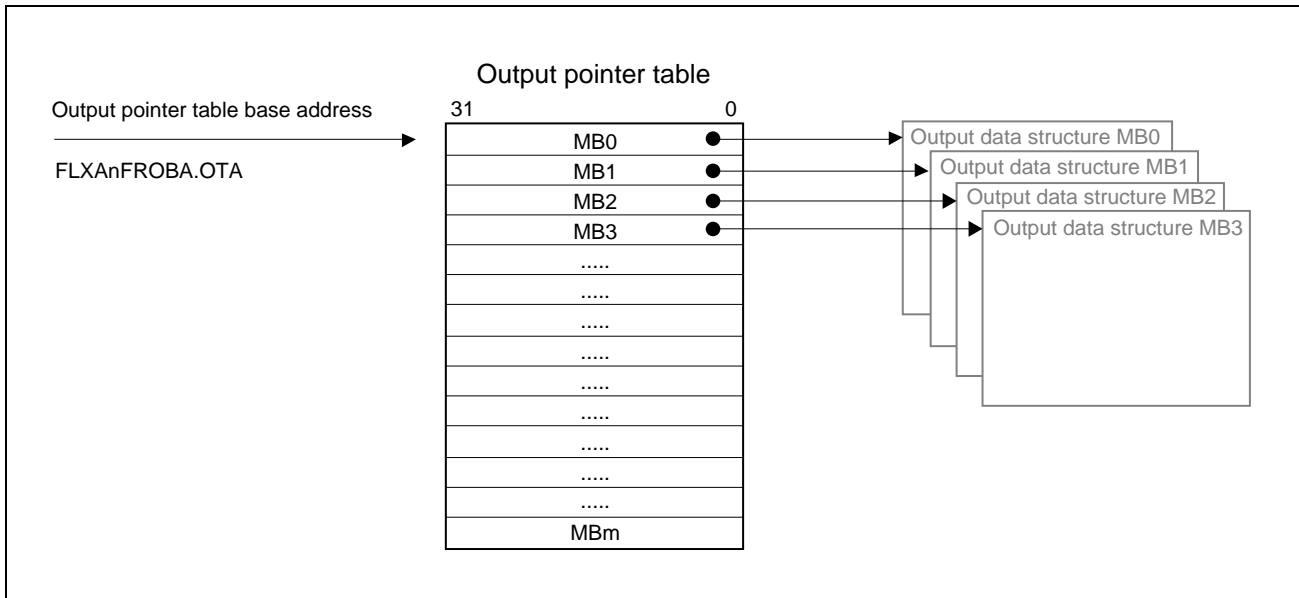 Output pointer table
Output pointer table base address
31 0
FLXAnFROBA.OTA
MB0
MB1
MB2
MB3
.....
.....
.....
.....
.....
.....
.....
.....
.....
MBm
Output data structure MB0
Output data structure MB1
Output data structure MB2
Output data structure MB3